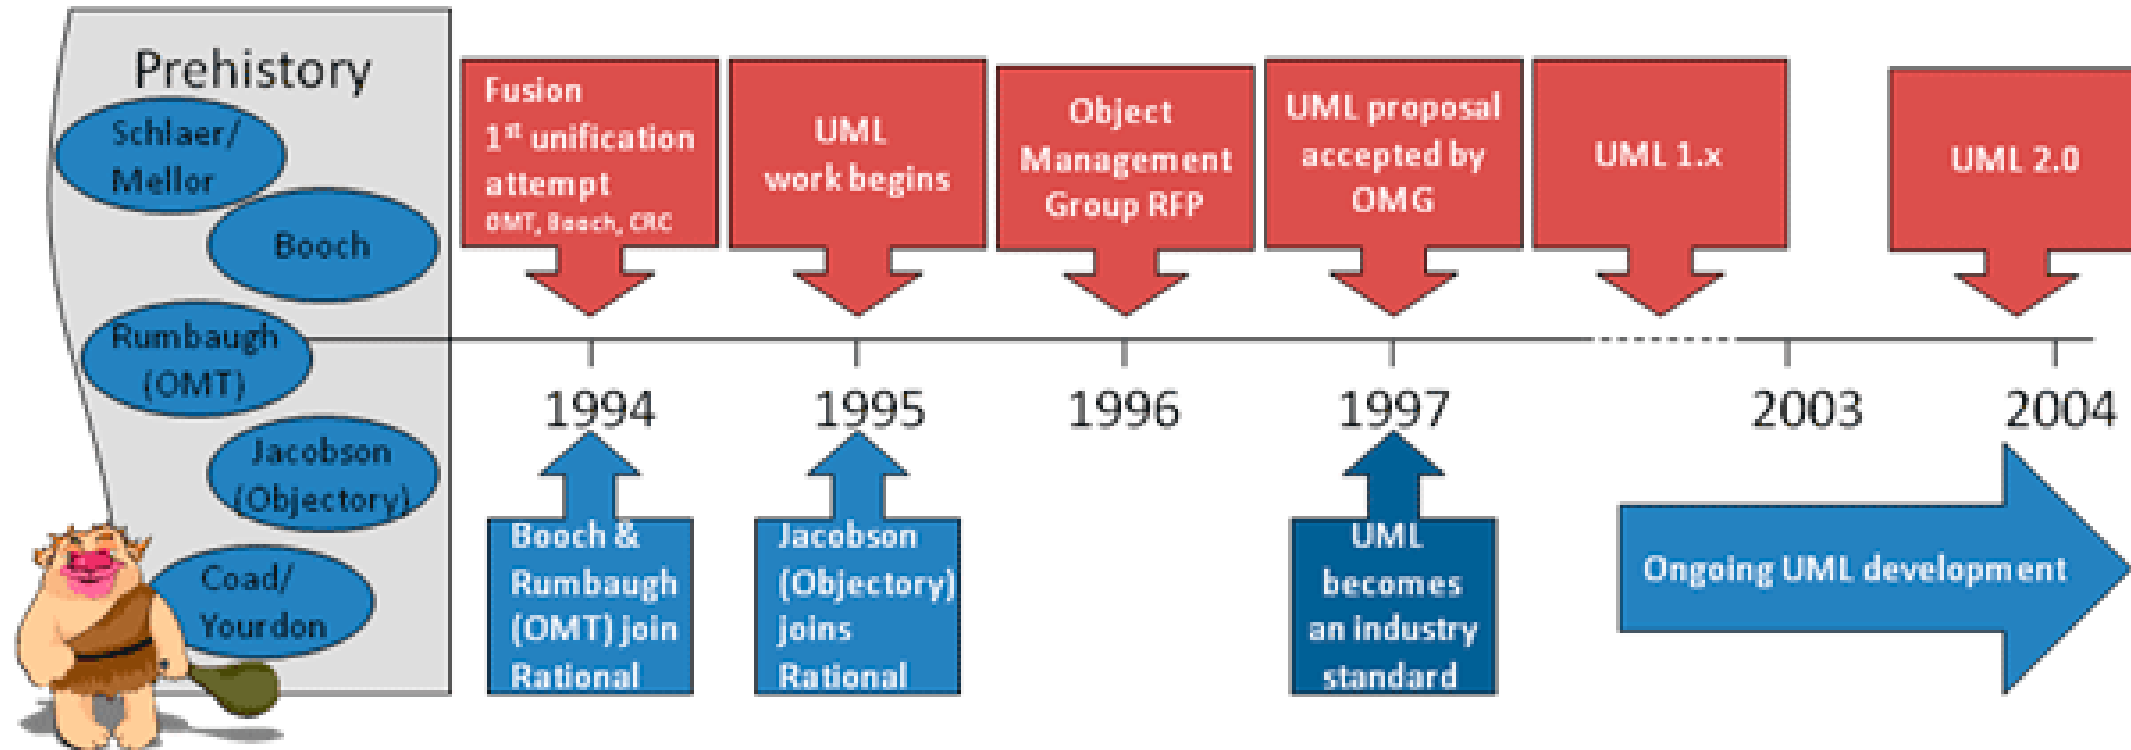 Prehistory
Schlaer/
Mellor
Booch
Rumbaugh
(OMT)
Jacobson
(Objectory)
Coad/
Yourdon
Fusion
1st unification
attempt
OMT, Booch, CRC
UML
work begins
Object
Management
Group RFP
UML proposal
accepted by
OMG
UML 1.x
UML 2.0
1994
1995
1996
1997
2003
2004
Booch &
Rumbaugh
(OMT) join
Rational
Jacobson
(Objectory)
joins
Rational
UML
becomes
an industry
standard
Ongoing UML development